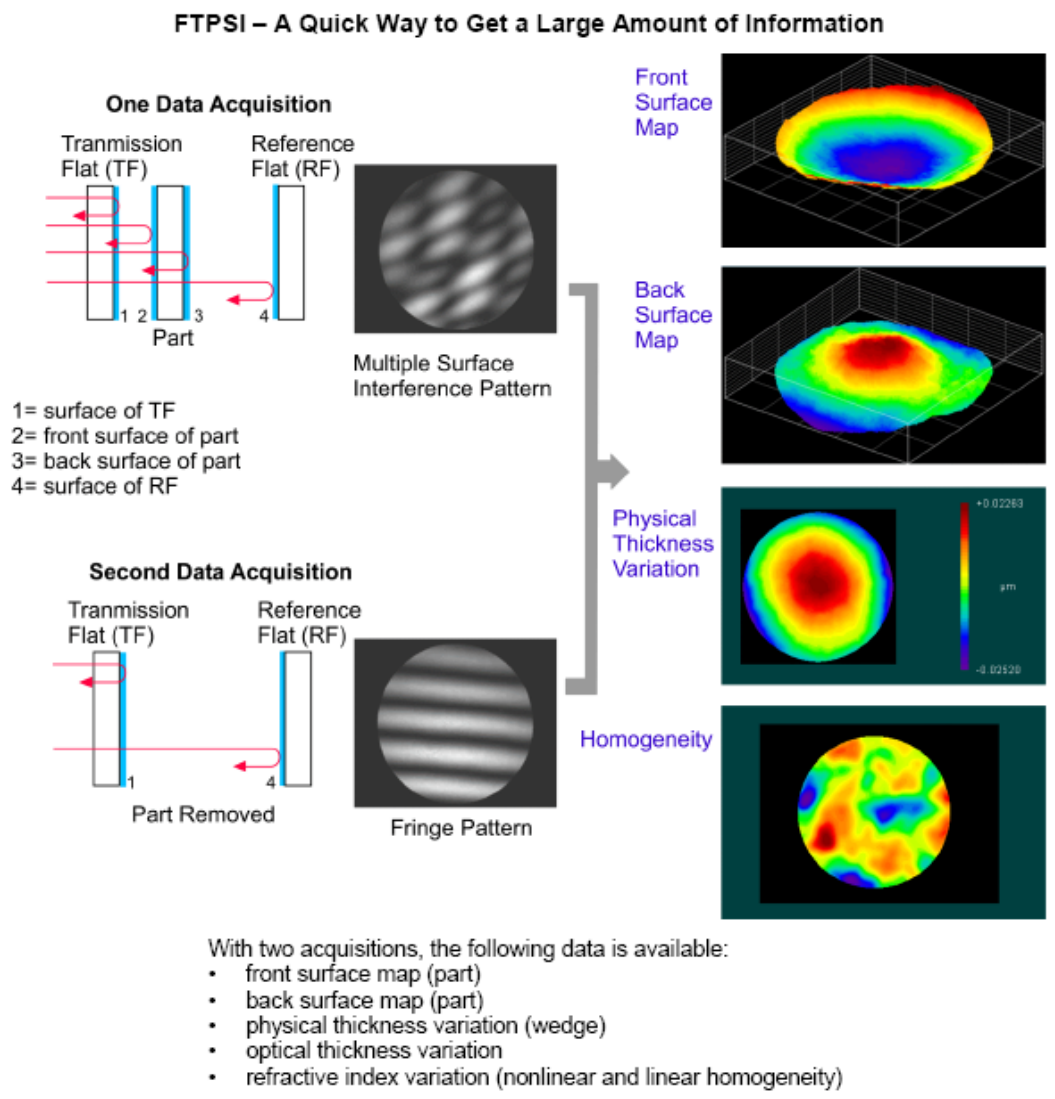 FTPSI – A Quick Way to Get a Large Amount of Information
One Data Acquisition
Tranmission
Flat (TF)
Reference
Flat (RF)
1 2 3 4
Part
Multiple Surface
Interference Pattern
1= surface of TF
2= front surface of part
3= back surface of part
4= surface of RF
Second Data Acquisition
Tranmission
Flat (TF)
Reference
Flat (RF)
1 4
Part Removed
Fringe Pattern
Front
Surface
Map
Back
Surface
Map
Physical
Thickness
Variation
+0.02263
µm
-0.02520
Homogeneity
With two acquisitions, the following data is available:
• front surface map (part)
• back surface map (part)
• physical thickness variation (wedge)
• optical thickness variation
• refractive index variation (nonlinear and linear homogeneity)